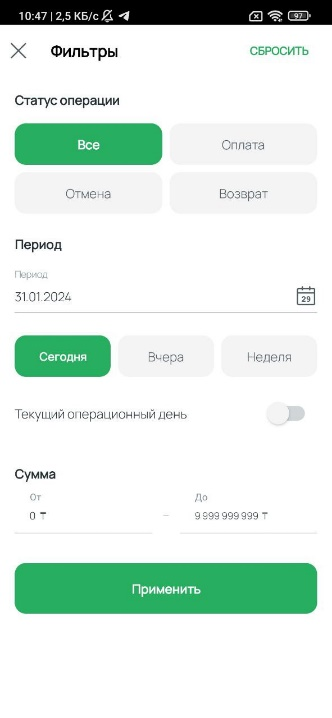 10:47 | 2,5 КБ/с
97
Фильтры
СБРОСИТЬ
Статус операции
Все
Оплата
Отмена
Возврат
Период
Период
31.01.2024
29
Сегодня
Вчера
Неделя
Текущий операционный день
Сумма
От
До
0 ₸
–
9 999 999 999 ₸
Применить